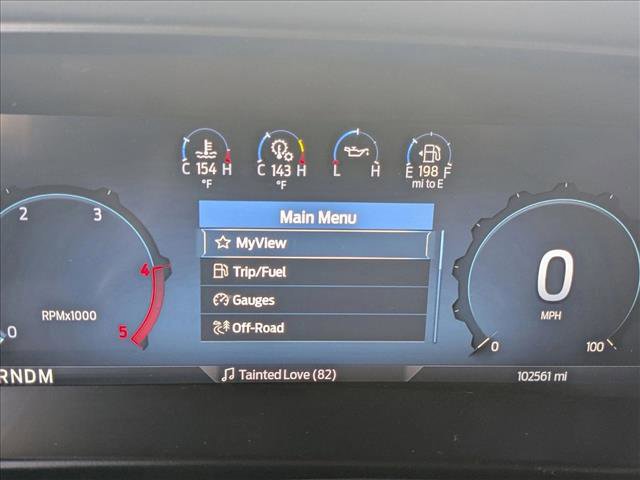 C 154 H C 143 H L H E 198 F
°F °F mi to E
Main Menu
MyView
Trip/Fuel
Gauges
Off-Road
2 3
4
5
0
RPMx1000
0
MPH
0 100
RNDM
Tainted Love (82)
102561 mi